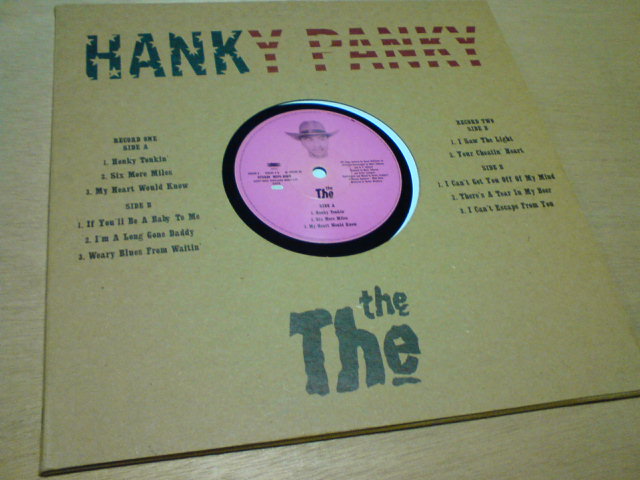 HANKY PANKY
RECORD ONE
SIDE A
1. Honky Tonkin'
2. Six More Miles
3. My Heart Would Know
SIDE B
1. If You'll Be A Baby To Me
2. I'm A Long Gone Daddy
3. Weary Blues From Waitin'
RECORD TWO
1. I Saw The Light
2. Your Cheatin' Heart
1. I Can't Get You Off Of My Mind
2. There's A Tear In My Beer
3. I Can't Escape From You
the
The
SIDE A
1. Honky Tonkin'
2. Six More Miles
3. My Heart Would Know
the
The